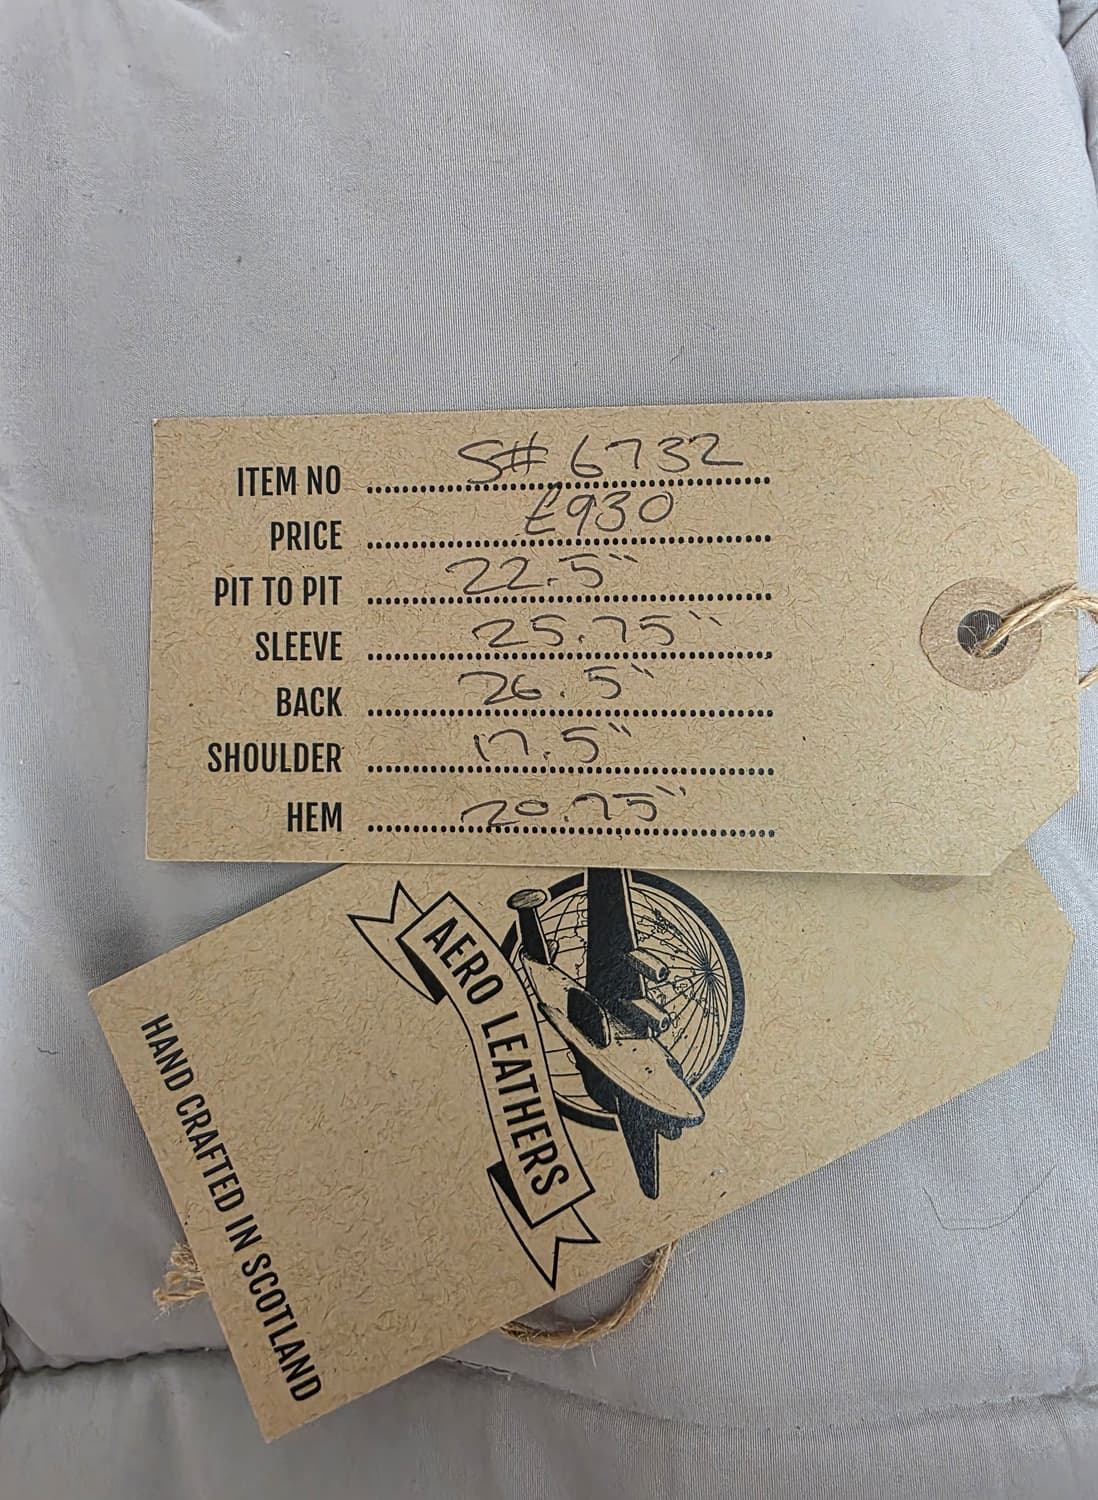 ITEM NO S# 6732
PRICE £930
PIT TO PIT 22.5"
SLEEVE 25.75"
BACK 26.5"
SHOULDER 17.5"
HEM 20.75"
AERO LEATHERS
HAND CRAFTED IN SCOTLAND